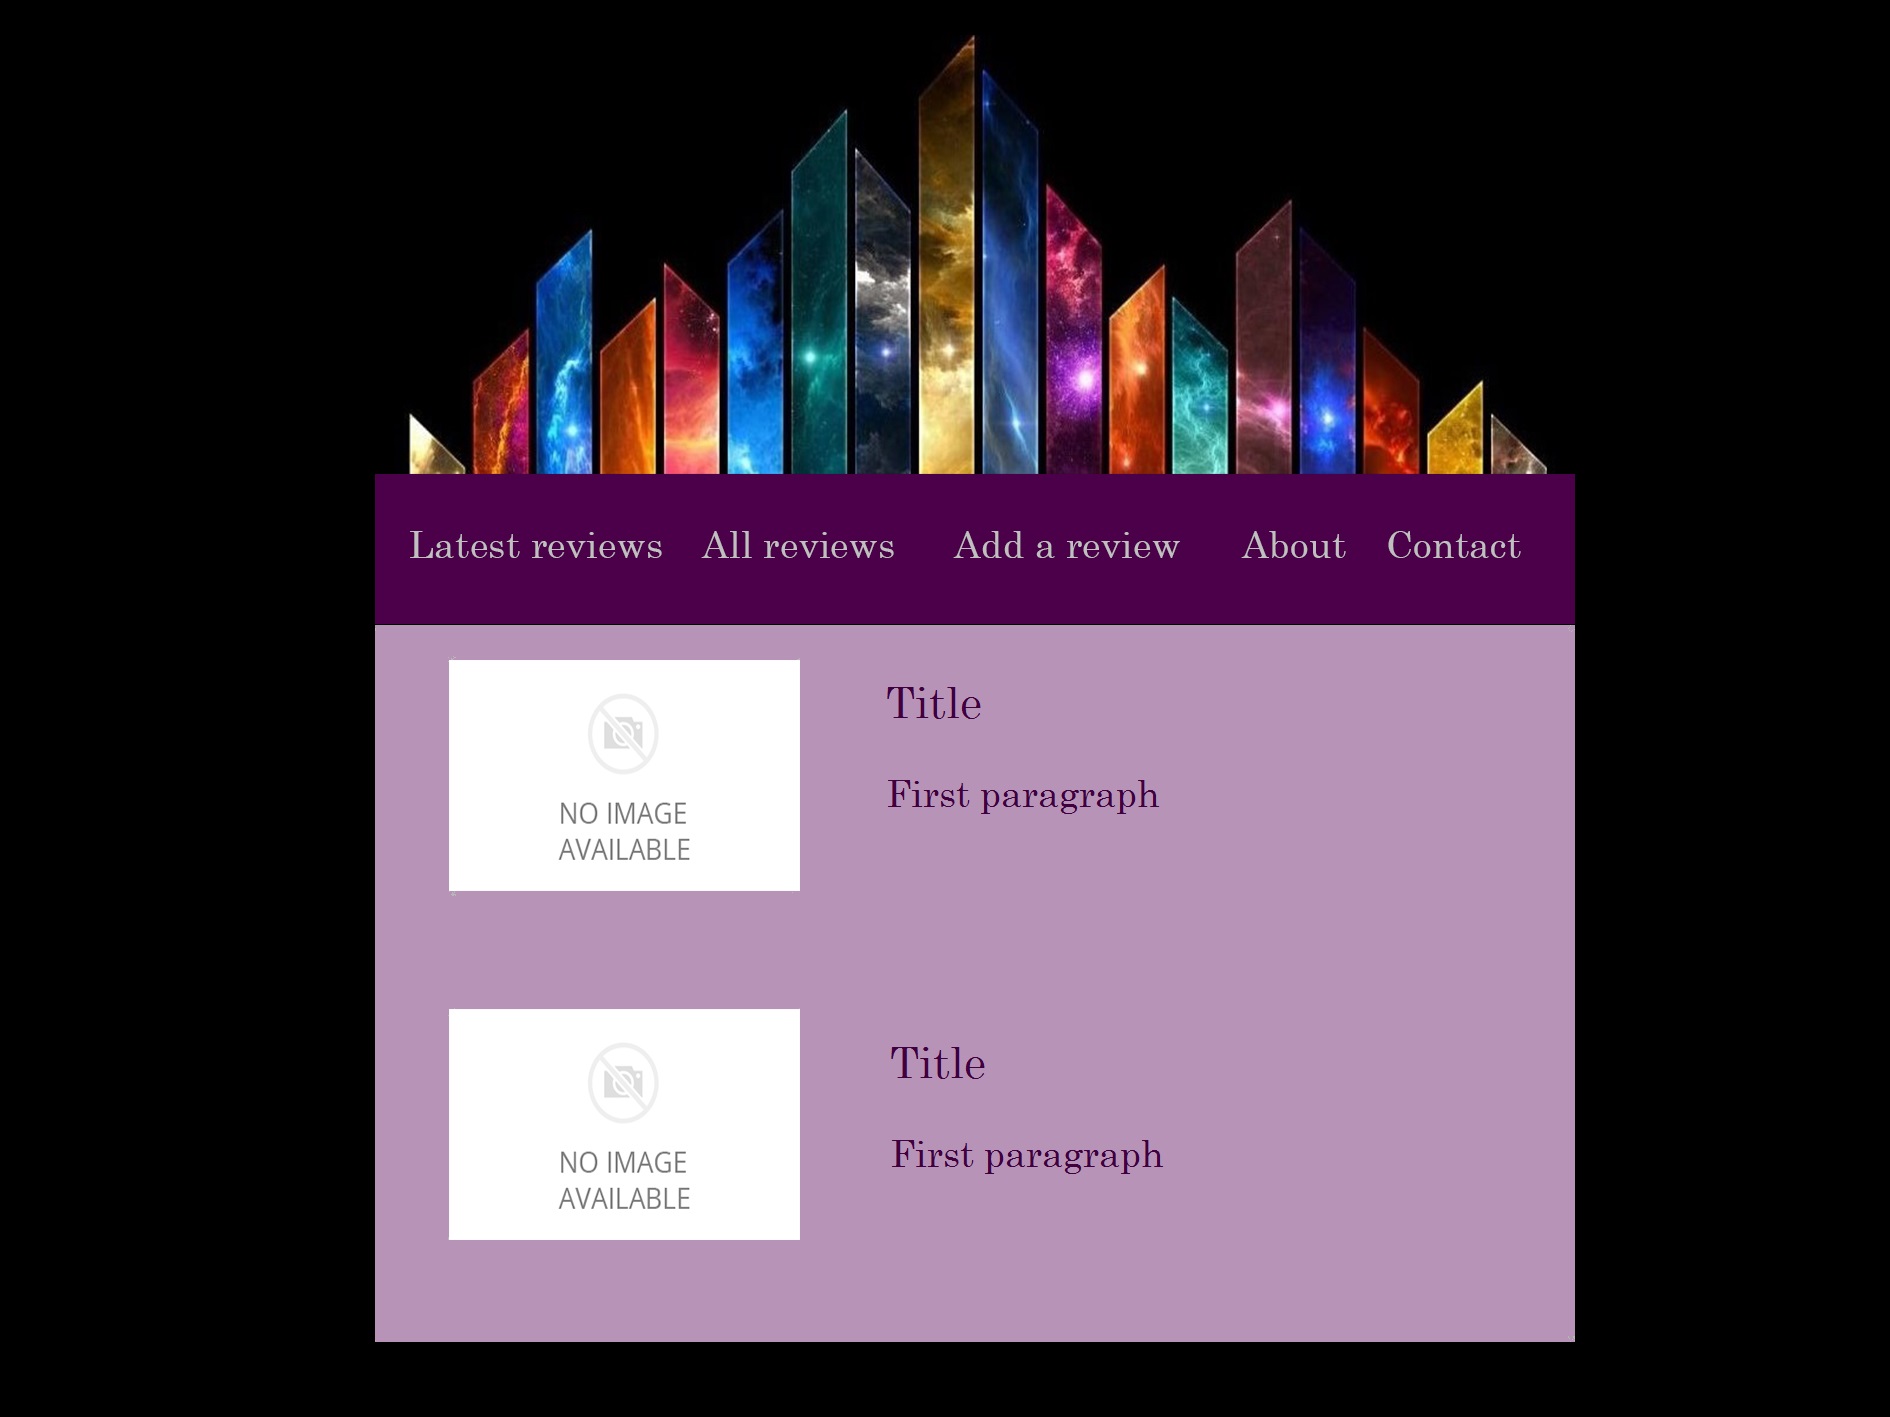 Latest reviews All reviews Add a review About Contact
Title
First paragraph
NO IMAGE
AVAILABLE
Title
First paragraph
NO IMAGE
AVAILABLE